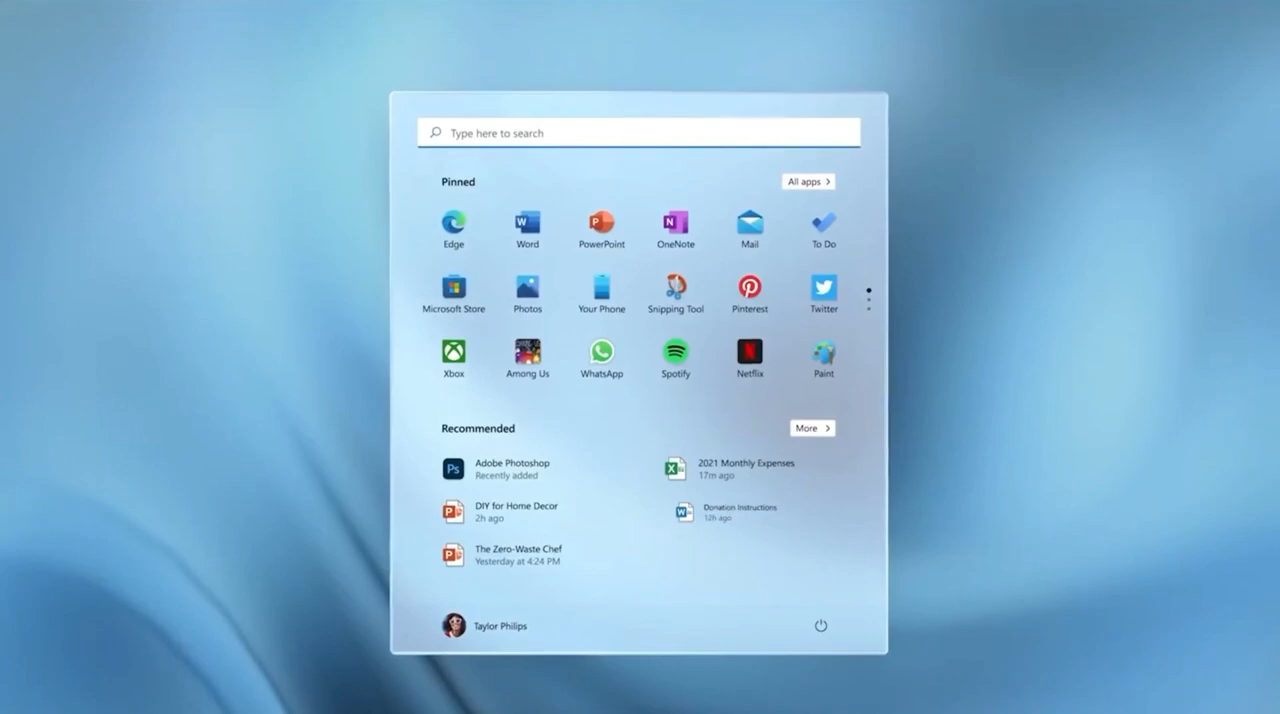 Type here to search
Pinned
All apps
Edge
Word
PowerPoint
OneNote
Mail
To Do
Microsoft Store
Photos
Your Phone
Snipping Tool
Pinterest
Twitter
Xbox
Among Us
WhatsApp
Spotify
Netflix
Paint
Recommended
More
Ps
Adobe Photoshop
Recently added
2021 Monthly Expenses
17m ago
DIY for Home Decor
2h ago
Donation Instructions
12h ago
The Zero-Waste Chef
Yesterday at 4:24 PM
Taylor Philips